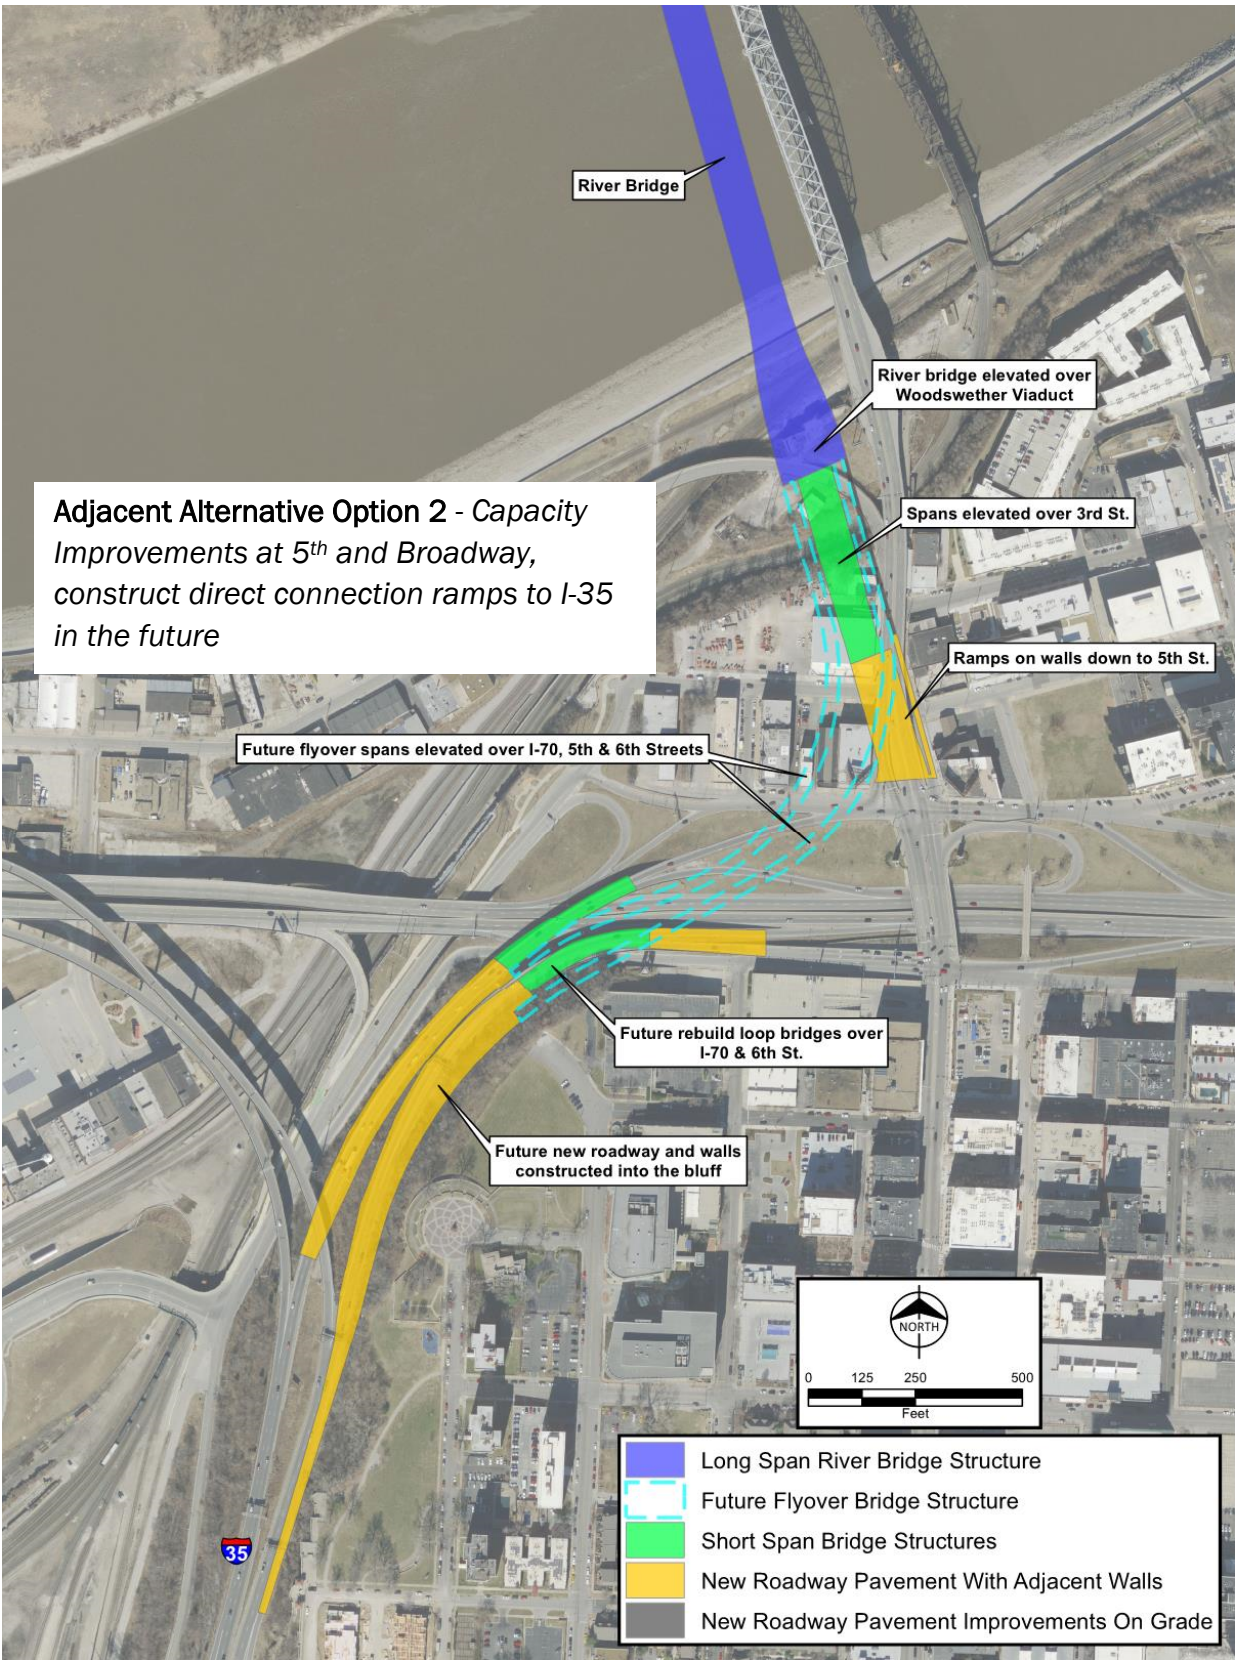 River Bridge
River bridge elevated over
Woodswether Viaduct
Adjacent Alternative Option 2 - Capacity
Improvements at 5th and Broadway,
construct direct connection ramps to I-35
in the future
Spans elevated over 3rd St.
Ramps on walls down to 5th St.
Future flyover spans elevated over I-70, 5th & 6th Streets
Future rebuild loop bridges over
I-70 & 6th St.
Future new roadway and walls
constructed into the bluff
NORTH
0 125 250 500
Feet
35
Long Span River Bridge Structure
Future Flyover Bridge Structure
Short Span Bridge Structures
New Roadway Pavement With Adjacent Walls
New Roadway Pavement Improvements On Grade